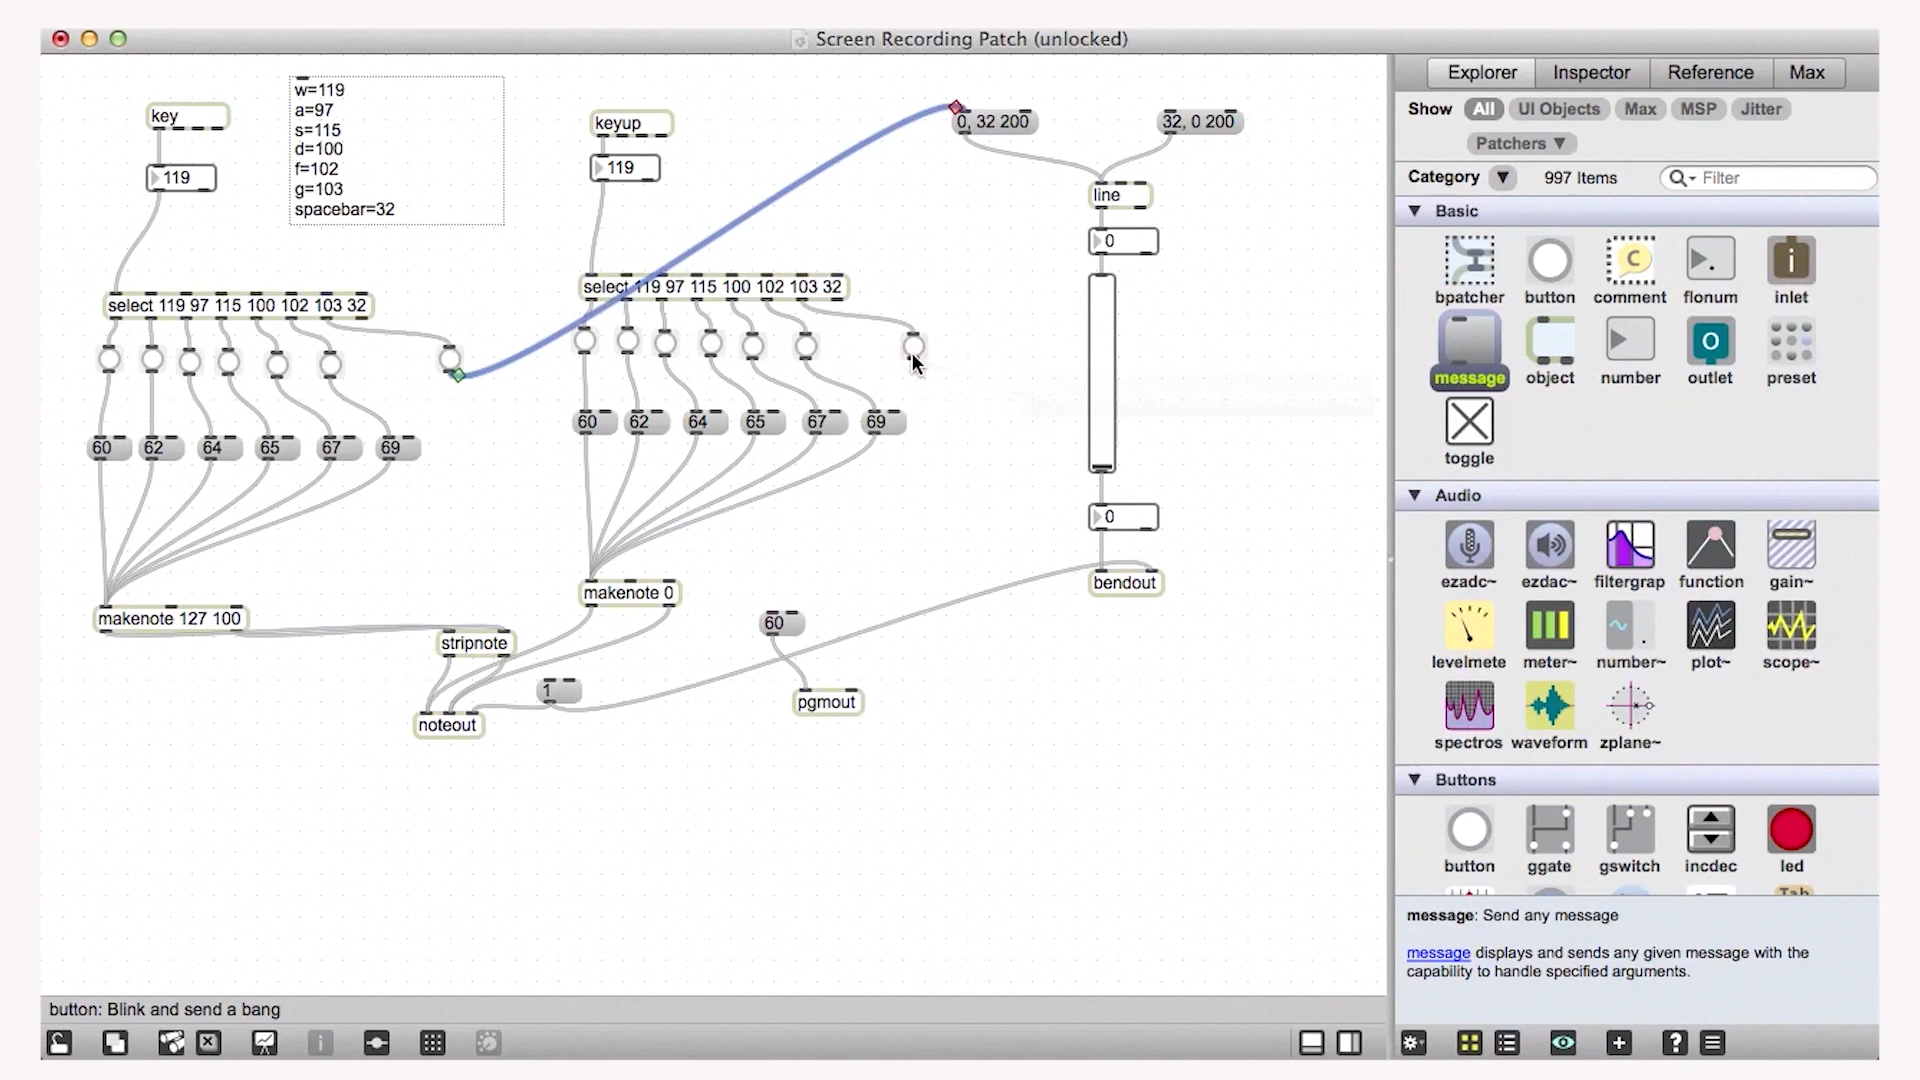 Screen Recording Patch (unlocked)
key
119
w=119
a=97
s=115
d=100
f=102
g=103
spacebar=32
keyup
119
0, 32 200
32, 0 200
line
0
select 119 97 115 100 102 103 32
select 119 97 115 100 102 103 32
60 62 64 65 67 69
60 62 64 65 67 69
0
bendout
makenote 127 100
makenote 0
stripnote
60
1
pgmout
noteout
button: Blink and send a bang
Explorer Inspector Reference Max
Show All UI Objects Max MSP Jitter
Patchers ▼
Category ▼ 997 Items Filter
▼ Basic
bpatcher button comment flonum inlet
message object number outlet preset
toggle
▼ Audio
ezadc~ ezdac~ filtergrap function gain~
levelmete meter~ number~ plot~ scope~
spectros waveform zplane~
▼ Buttons
button ggate gswitch incdec led
Tab
message: Send any message
message displays and sends any given message with the
capability to handle specified arguments.